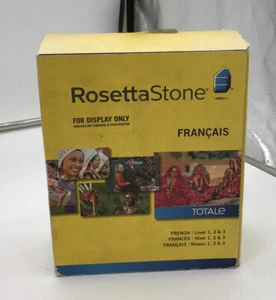 RosettaStone
FOR DISPLAY ONLY
FRANÇAIS
TOTALe
FRENCH : Level 1, 2 & 3
FRANCÉS : Nivel 1, 2 & 3
FRANÇAIS : Niveau 1, 2 & 3